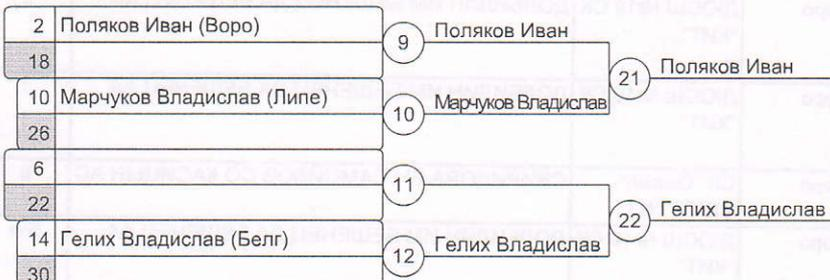 2 Поляков Иван (Воро)
9 Поляков Иван
18
21 Поляков Иван
10 Марчуков Владислав (Липе)
10 Марчуков Владислав
26
6
11
22
22 Гелих Владислав
14 Гелих Владислав (Белг)
12 Гелих Владислав
30